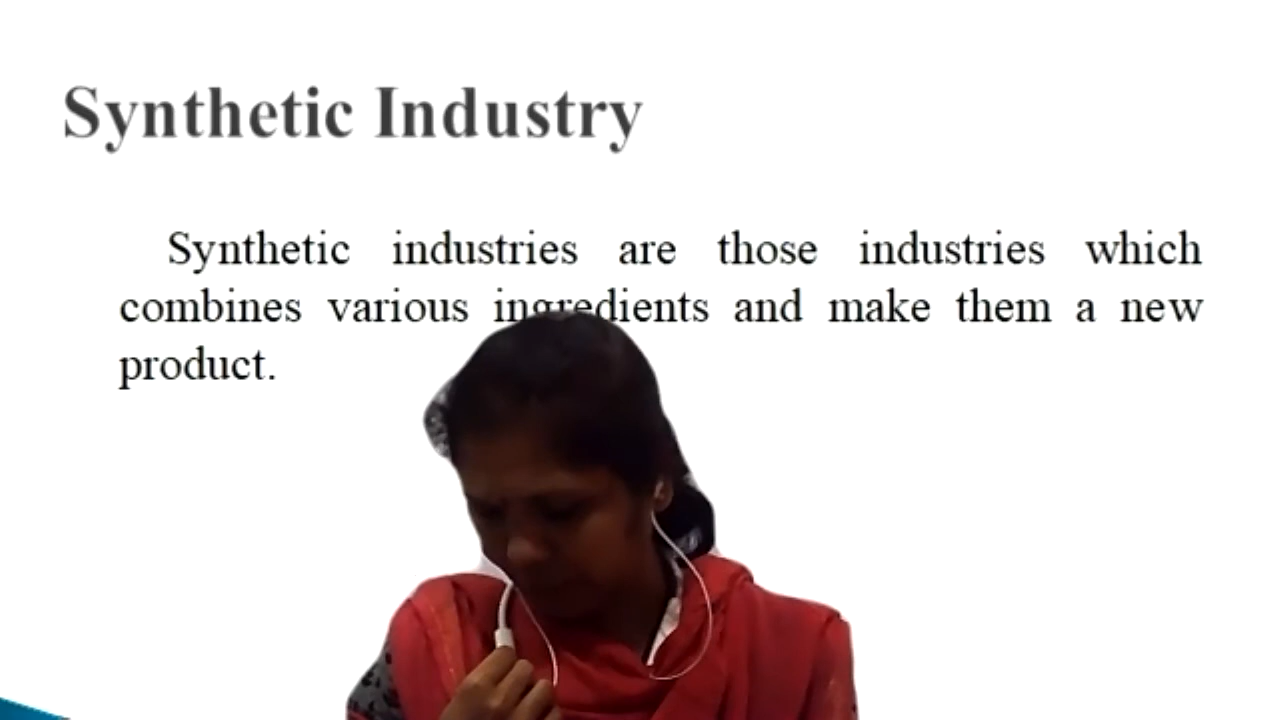 Synthetic Industry
Synthetic industries are those industries which
combines various ingredients and make them a new
product.